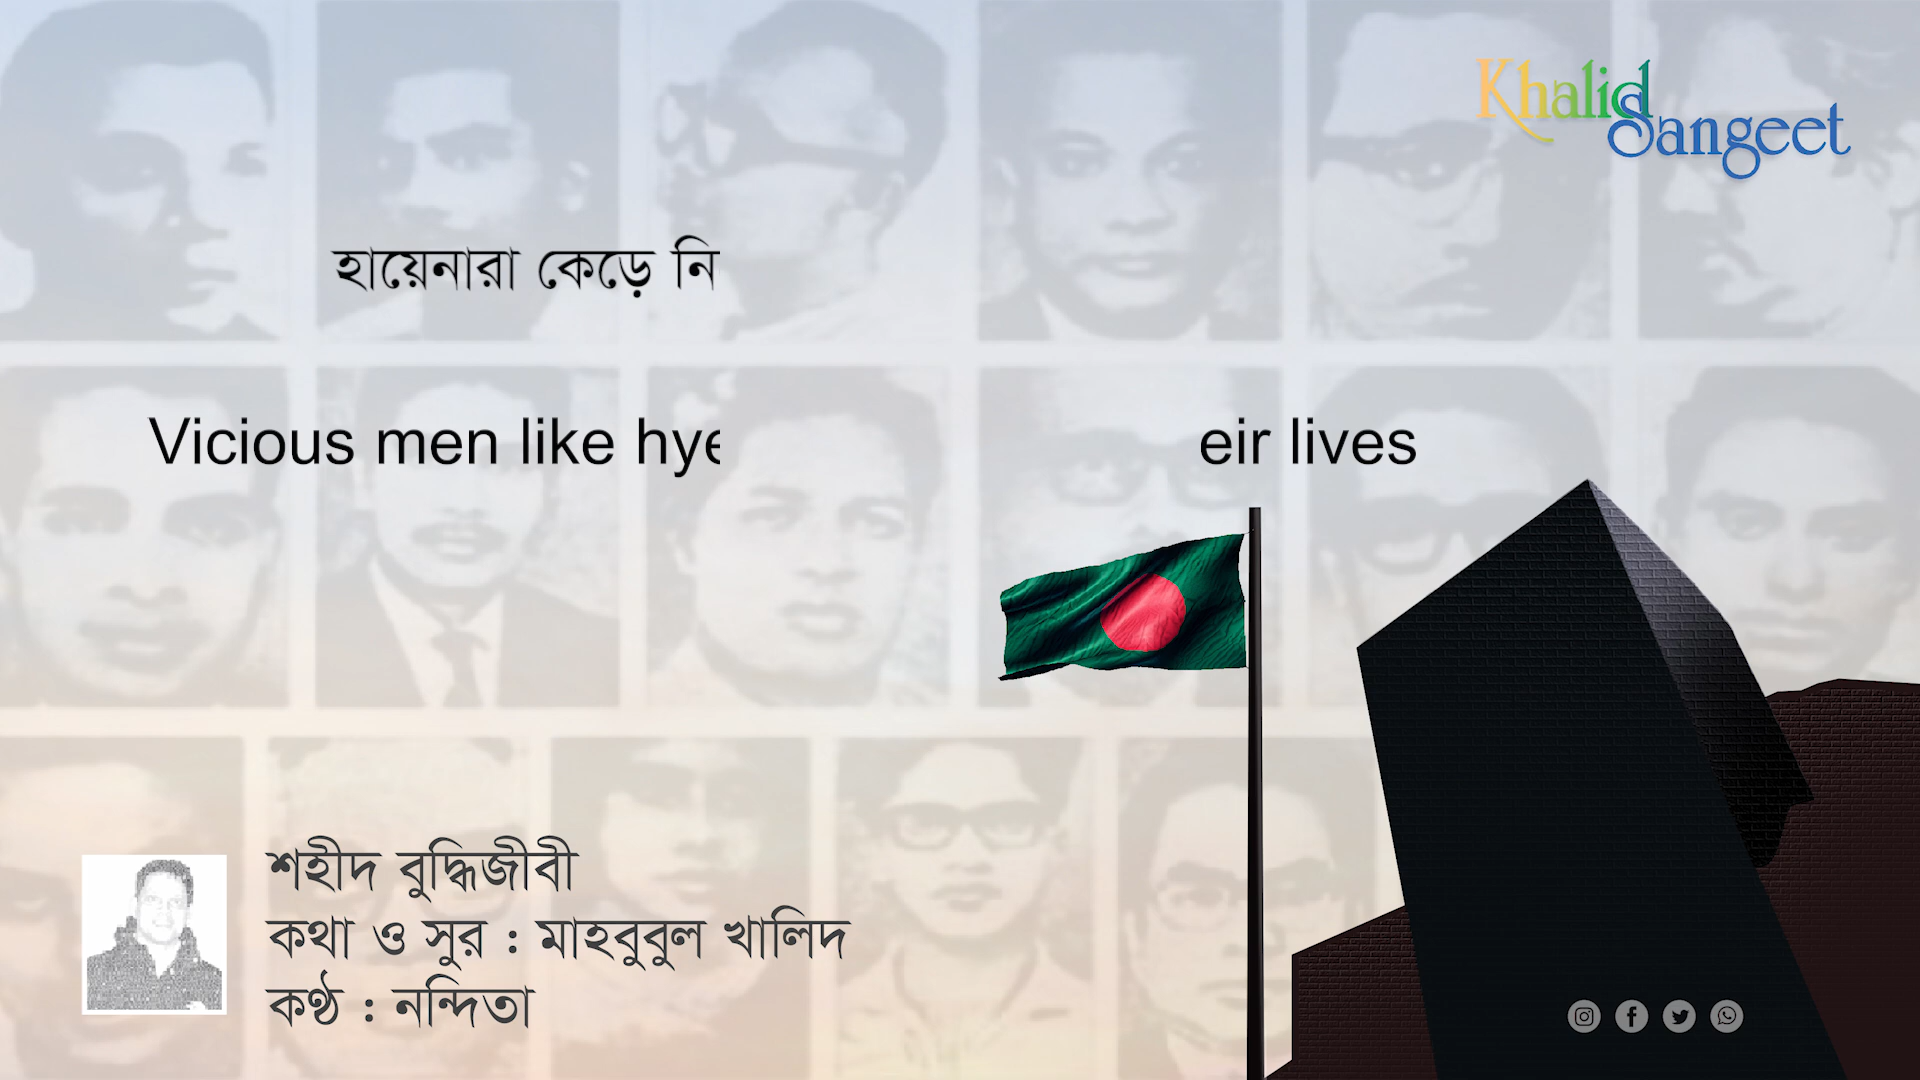 Khalid
Sangeet
হায়েনারা কেড়ে নি
Vicious men like hye eir lives
শহীদ বুদ্ধিজীবী
কথা ও সুর : মাহবুবুল খালিদ
কণ্ঠ : নন্দিতা